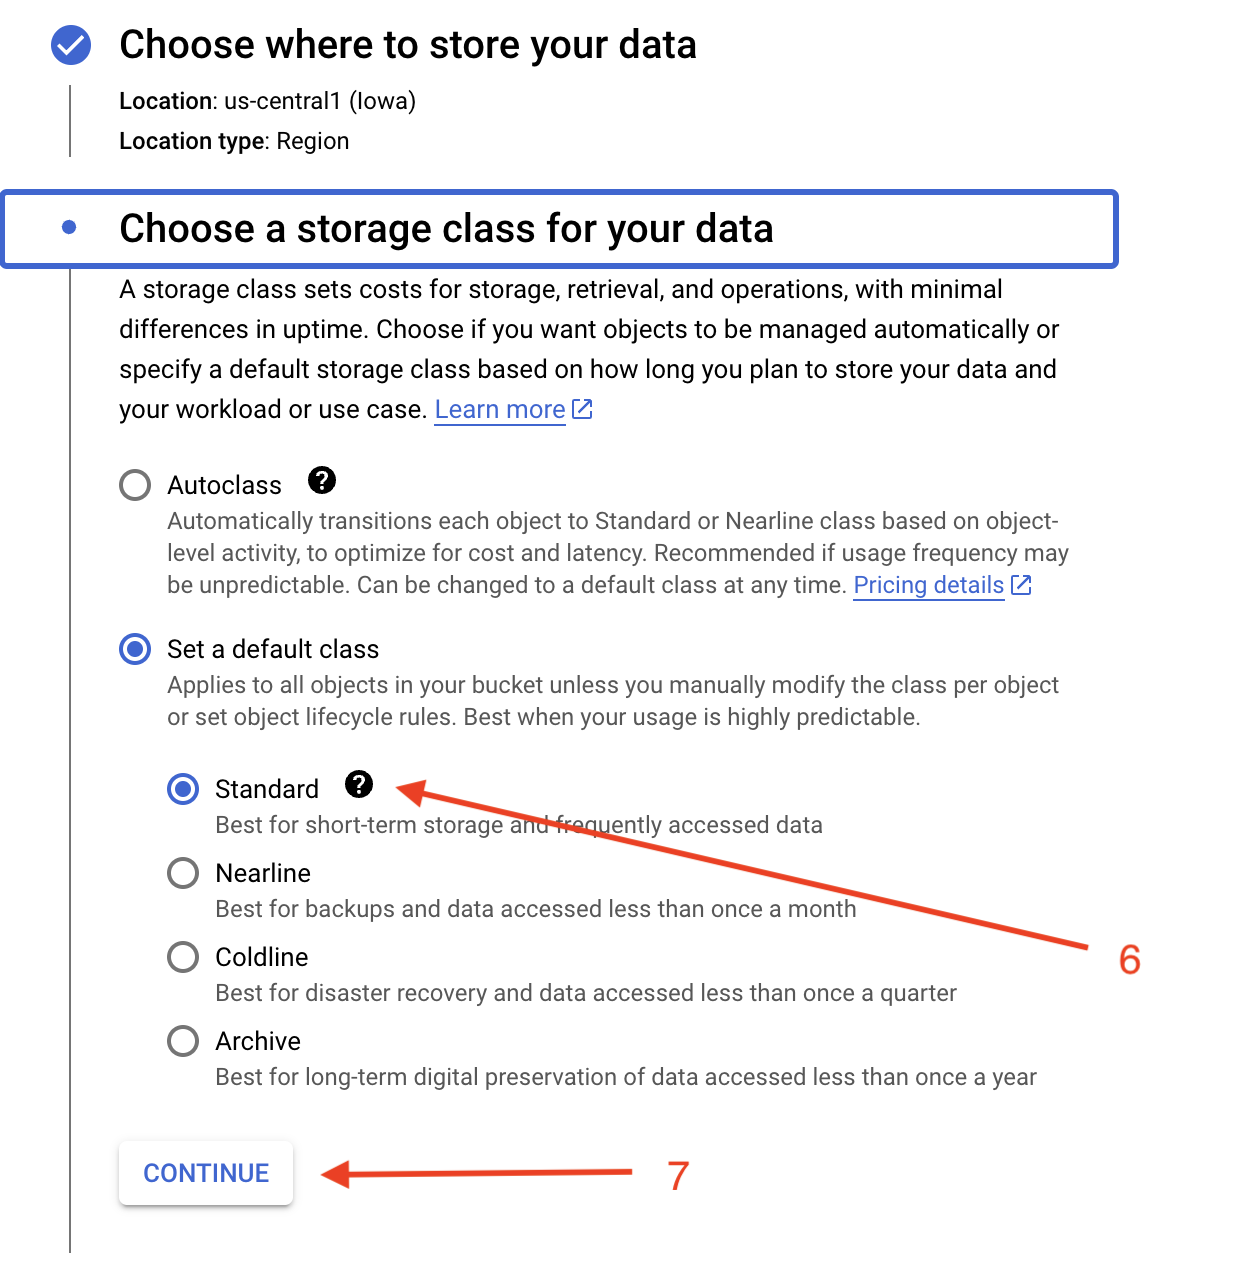 Choose where to store your data
Location: us-central1 (Iowa)
Location type: Region
Choose a storage class for your data
A storage class sets costs for storage, retrieval, and operations, with minimal
differences in uptime. Choose if you want objects to be managed automatically or
specify a default storage class based on how long you plan to store your data and
your workload or use case. Learn more
Autoclass
Automatically transitions each object to Standard or Nearline class based on object-
level activity, to optimize for cost and latency. Recommended if usage frequency may
be unpredictable. Can be changed to a default class at any time. Pricing details
Set a default class
Applies to all objects in your bucket unless you manually modify the class per object
or set object lifecycle rules. Best when your usage is highly predictable.
Standard
Best for short-term storage and frequently accessed data
Nearline
Best for backups and data accessed less than once a month
Coldline
6
Best for disaster recovery and data accessed less than once a quarter
Archive
Best for long-term digital preservation of data accessed less than once a year
CONTINUE
7